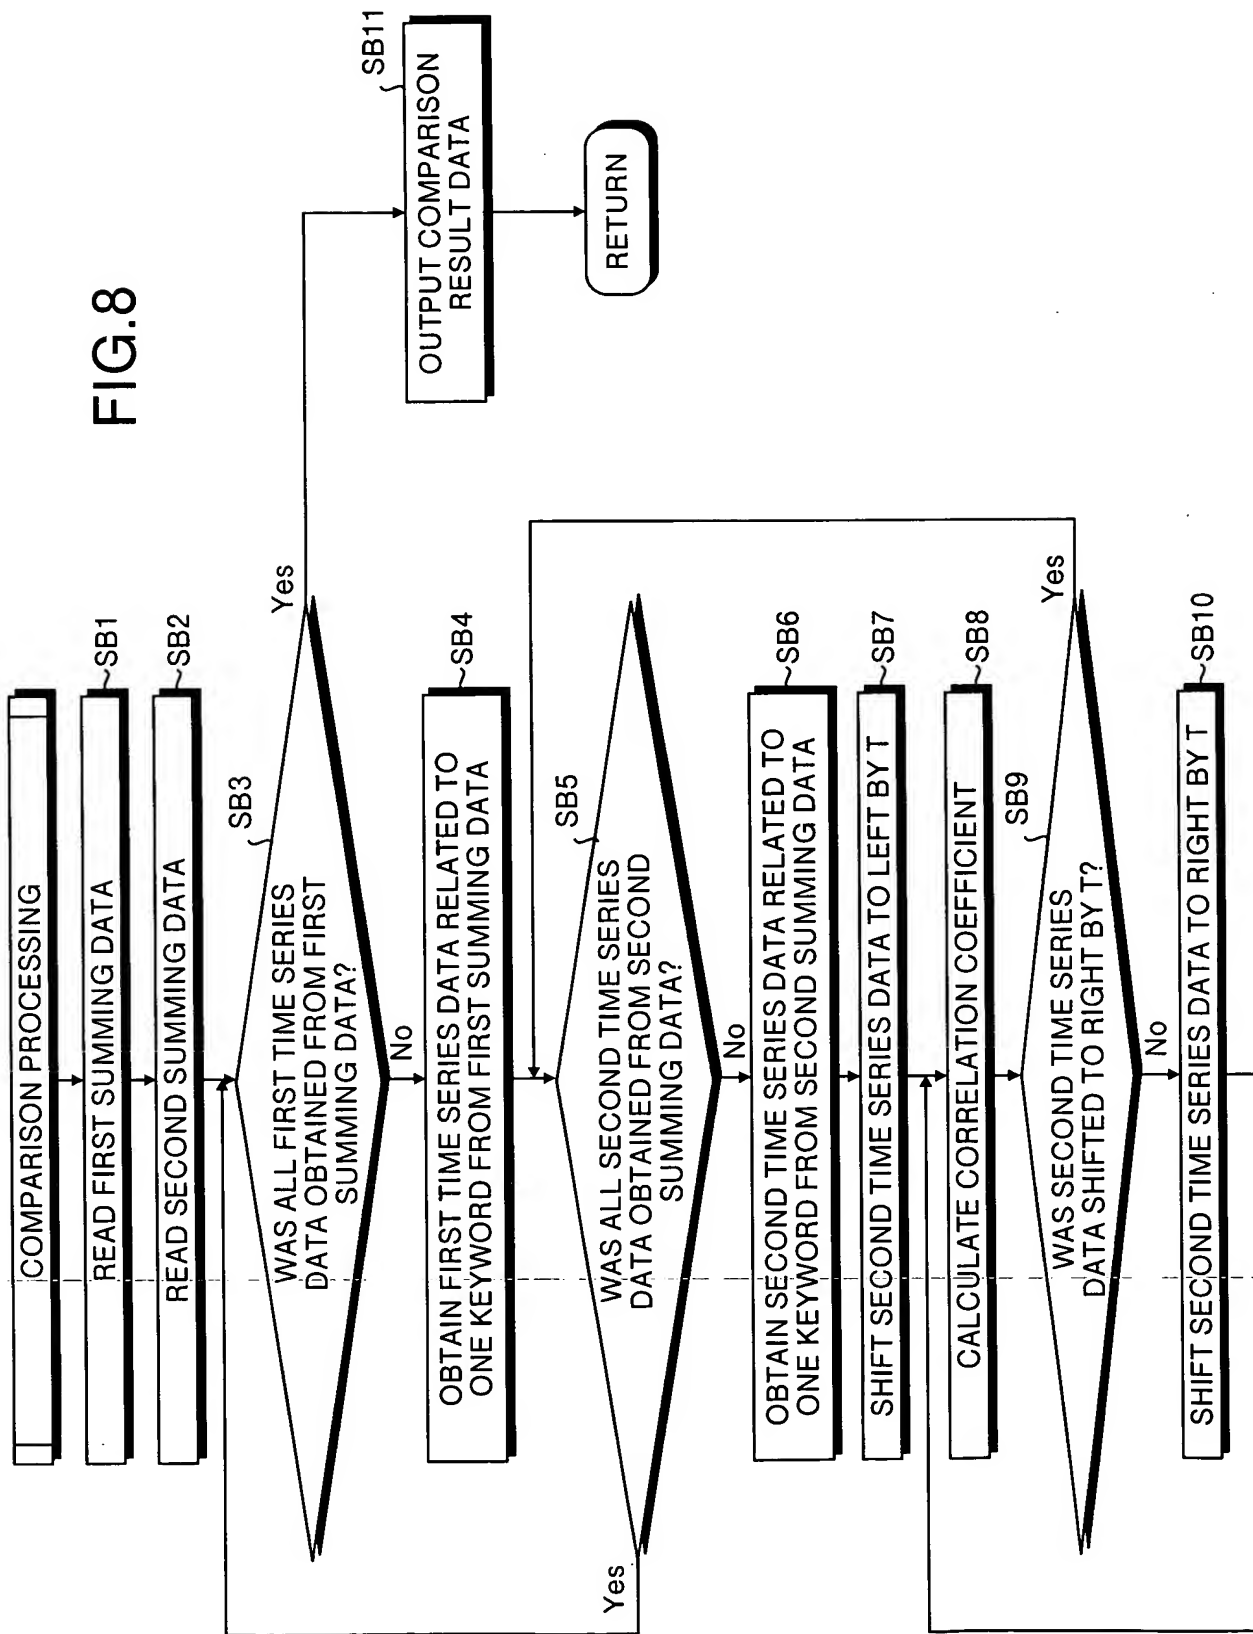 FIG.8
COMPARISON PROCESSING
READ FIRST SUMMING DATA
SB1
READ SECOND SUMMING DATA
SB2
SB3
WAS ALL FIRST TIME SERIES
DATA OBTAINED FROM FIRST
SUMMING DATA?
Yes
No
OBTAIN FIRST TIME SERIES DATA RELATED TO
ONE KEYWORD FROM FIRST SUMMING DATA
SB4
SB5
WAS ALL SECOND TIME SERIES
DATA OBTAINED FROM SECOND
SUMMING DATA?
Yes
No
OBTAIN SECOND TIME SERIES DATA RELATED TO
ONE KEYWORD FROM SECOND SUMMING DATA
SB6
SHIFT SECOND TIME SERIES DATA TO LEFT BY T
SB7
CALCULATE CORRELATION COEFFICIENT
SB8
SB9
WAS SECOND TIME SERIES
DATA SHIFTED TO RIGHT BY T?
Yes
No
SHIFT SECOND TIME SERIES DATA TO RIGHT BY T
SB10
SB11
OUTPUT COMPARISON
RESULT DATA
RETURN